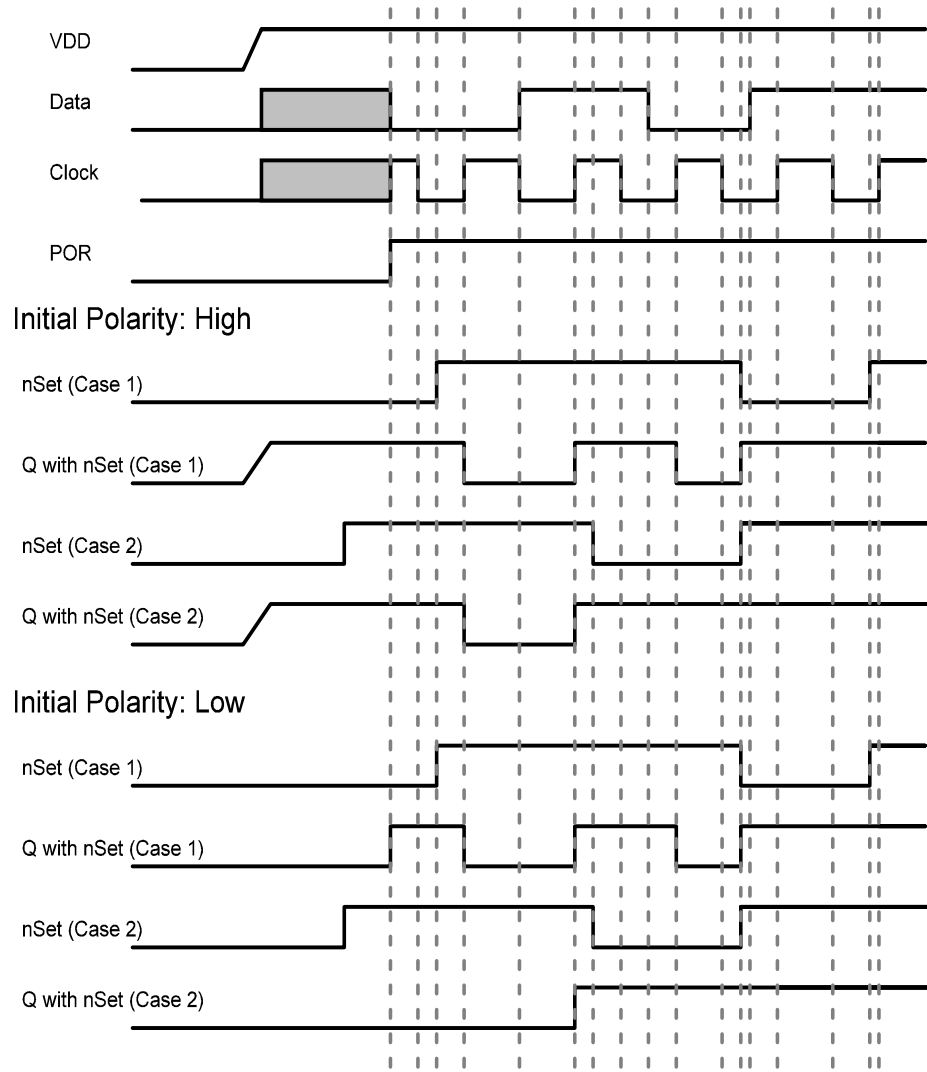 VDD
Data
Clock
POR
Initial Polarity: High
nSet (Case 1)
Q with nSet (Case 1)
nSet (Case 2)
Q with nSet (Case 2)
Initial Polarity: Low
nSet (Case 1)
Q with nSet (Case 1)
nSet (Case 2)
Q with nSet (Case 2)